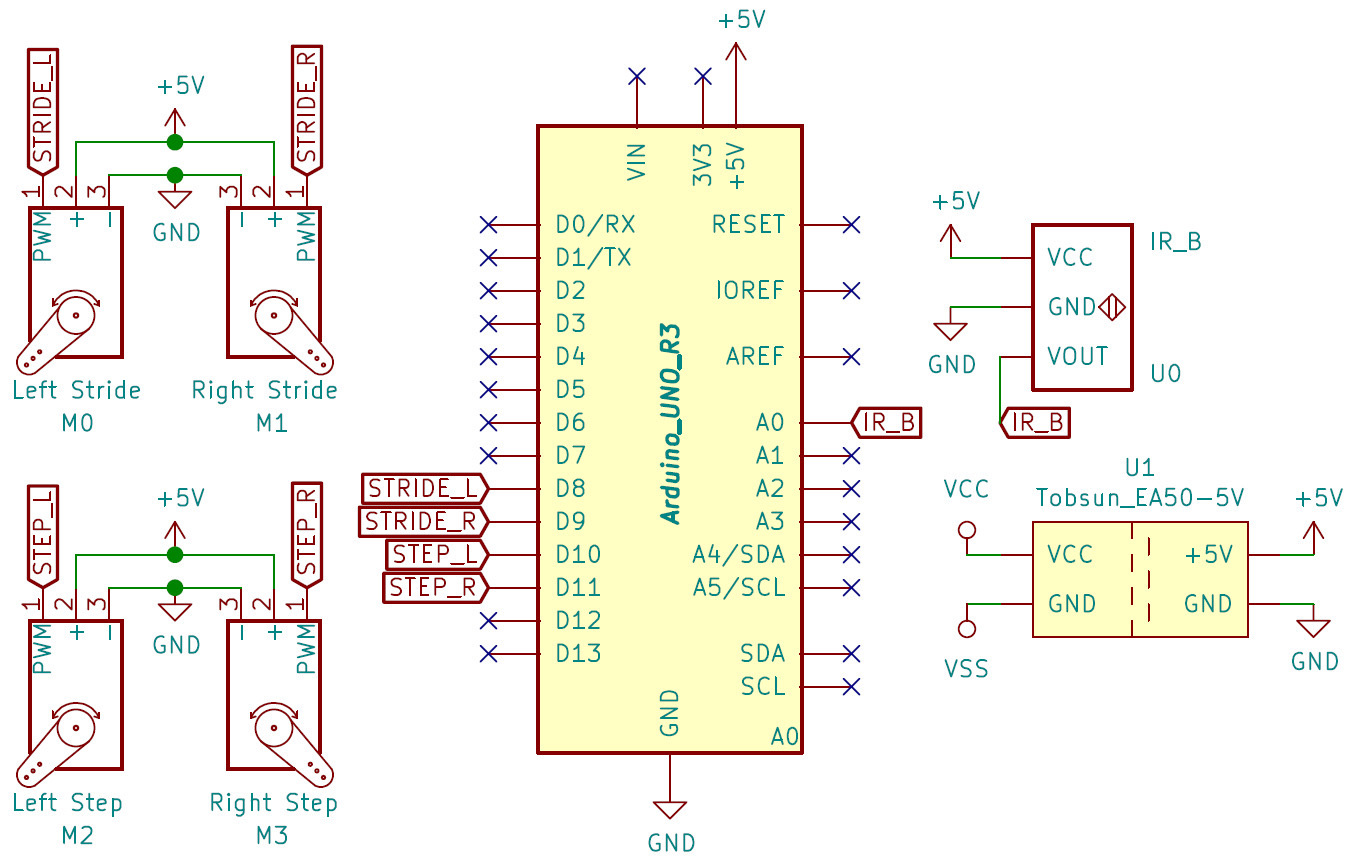 STRIDE_L
STRIDE_R
+5V
GND
1
2
3
3
2
1
PWM
+
-
-
+
PWM
Left Stride
M0
Right Stride
M1
STEP_L
STEP_R
+5V
GND
1
2
3
3
2
1
PWM
+
-
-
+
PWM
Left Step
M2
Right Step
M3
+5V
VIN
3V3
+5V
D0/RX
D1/TX
D2
D3
D4
D5
D6
D7
STRIDE_L
D8
STRIDE_R
D9
STEP_L
D10
STEP_R
D11
D12
D13
Arduino_UNO_R3
RESET
IOREF
AREF
A0
IR_B
A1
A2
A3
A4/SDA
A5/SCL
SDA
SCL
GND
A0
GND
+5V
IR_B
VCC
GND
GND
VOUT
U0
IR_B
U1
Tobsun_EA50-5V
VCC
+5V
VCC
+5V
GND
GND
VSS
GND